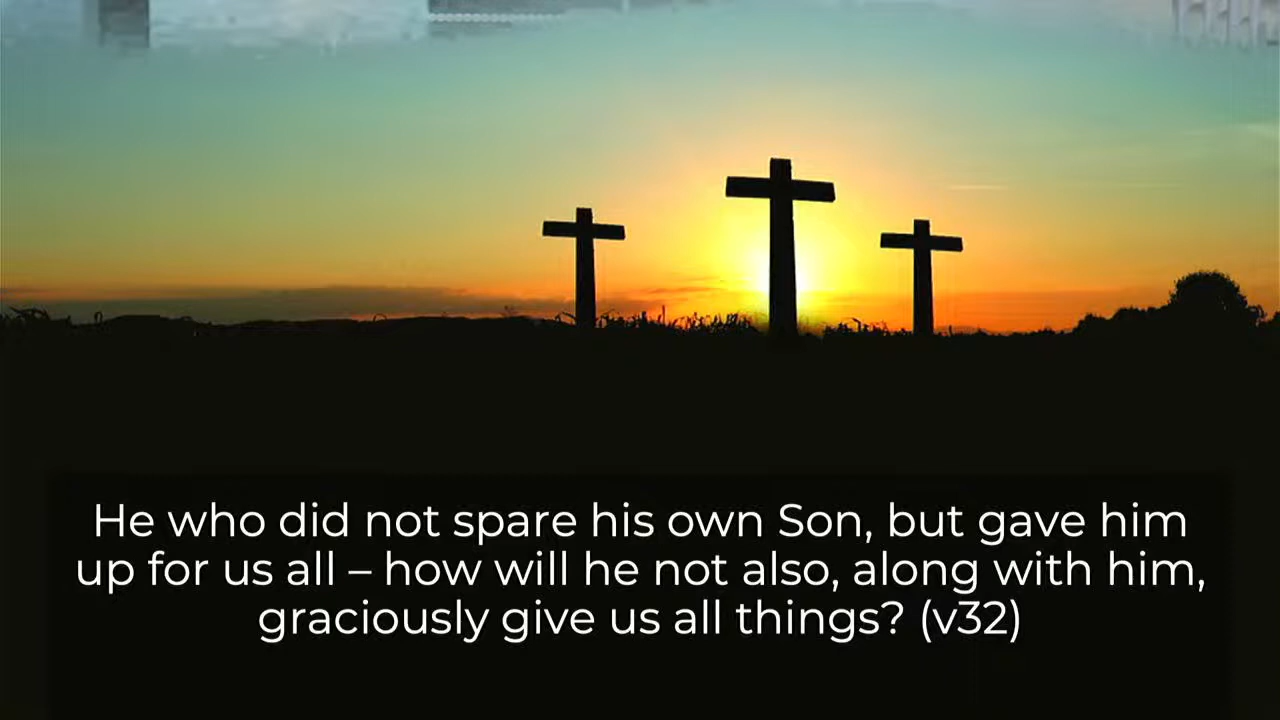 He who did not spare his own Son, but gave him
up for us all – how will he not also, along with him,
graciously give us all things? (v32)